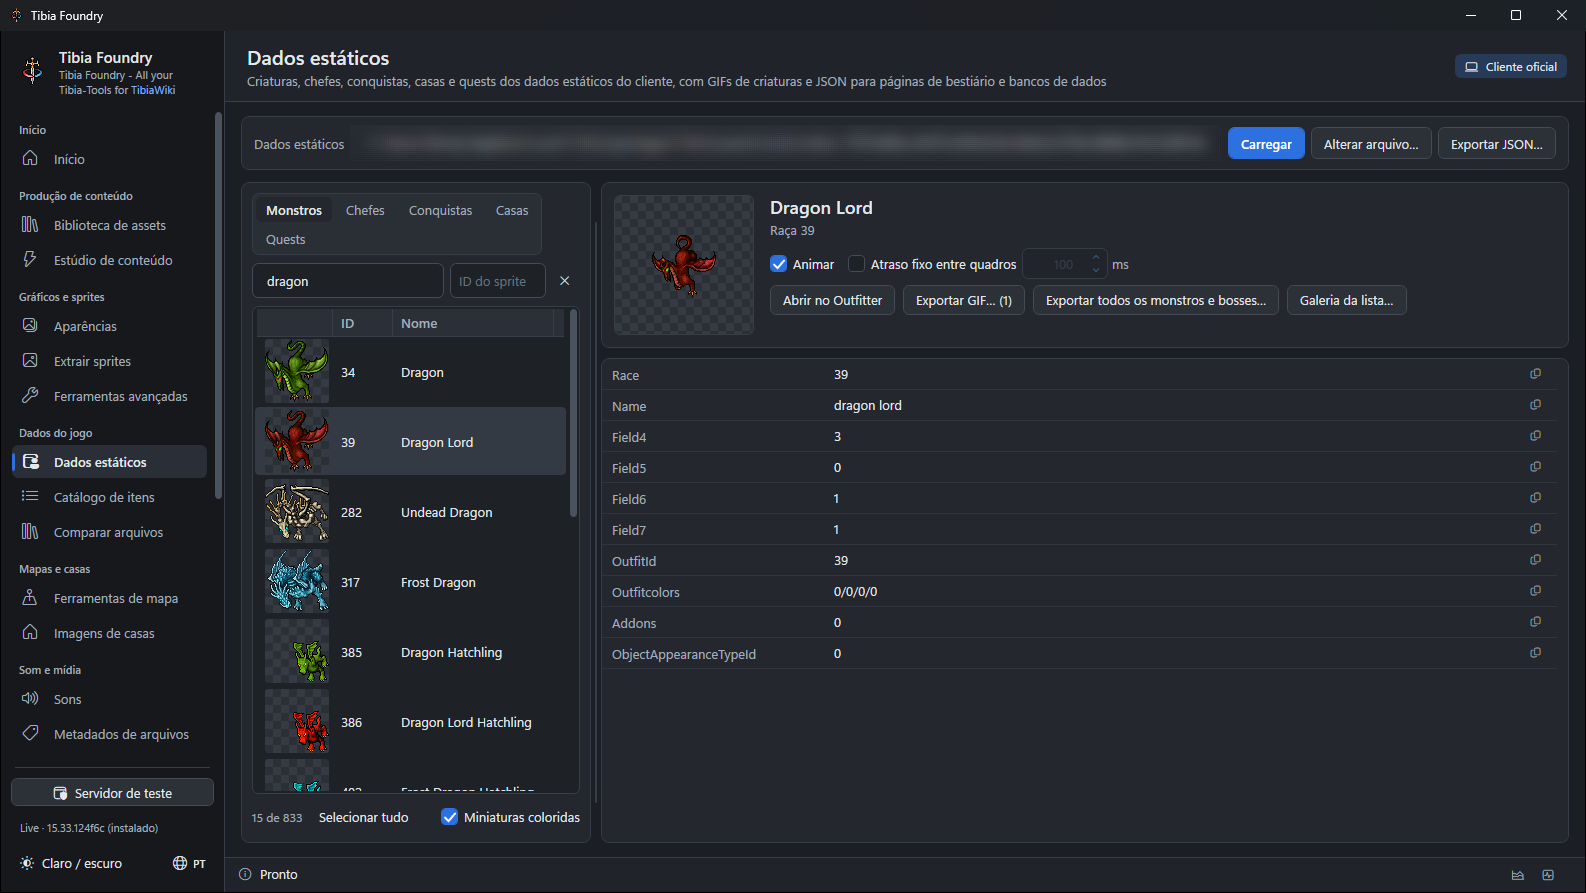 Tibia Foundry
Tibia Foundry
Tibia Foundry - All your
Tibia-Tools for TibiaWiki
Início
Início
Produção de conteúdo
Biblioteca de assets
Estúdio de conteúdo
Gráficos e sprites
Aparências
Extrair sprites
Ferramentas avançadas
Dados do jogo
Dados estáticos
Catálogo de itens
Comparar arquivos
Mapas e casas
Ferramentas de mapa
Imagens de casas
Som e mídia
Sons
Metadados de arquivos
Servidor de teste
Live · 15.33.124f6c (instalado)
Claro / escuro PT
Dados estáticos
Criaturas, chefes, conquistas, casas e quests dos dados estáticos do cliente, com GIFs de criaturas e JSON para páginas de bestiário e bancos de dados
Cliente oficial
Dados estáticos
Carregar Alterar arquivo... Exportar JSON...
Monstros Chefes Conquistas Casas
Quests
dragon ID do sprite
ID Nome
34 Dragon
39 Dragon Lord
282 Undead Dragon
317 Frost Dragon
385 Dragon Hatchling
386 Dragon Lord Hatchling
15 de 833 Selecionar tudo Miniaturas coloridas
Dragon Lord
Raça 39
Animar Atraso fixo entre quadros 100 ms
Abrir no Outfitter Exportar GIF... (1) Exportar todos os monstros e bosses... Galeria da lista...
Race 39
Name dragon lord
Field4 3
Field5 0
Field6 1
Field7 1
OutfitId 39
Outfitcolors 0/0/0/0
Addons 0
ObjectAppearanceTypeId 0
Pronto